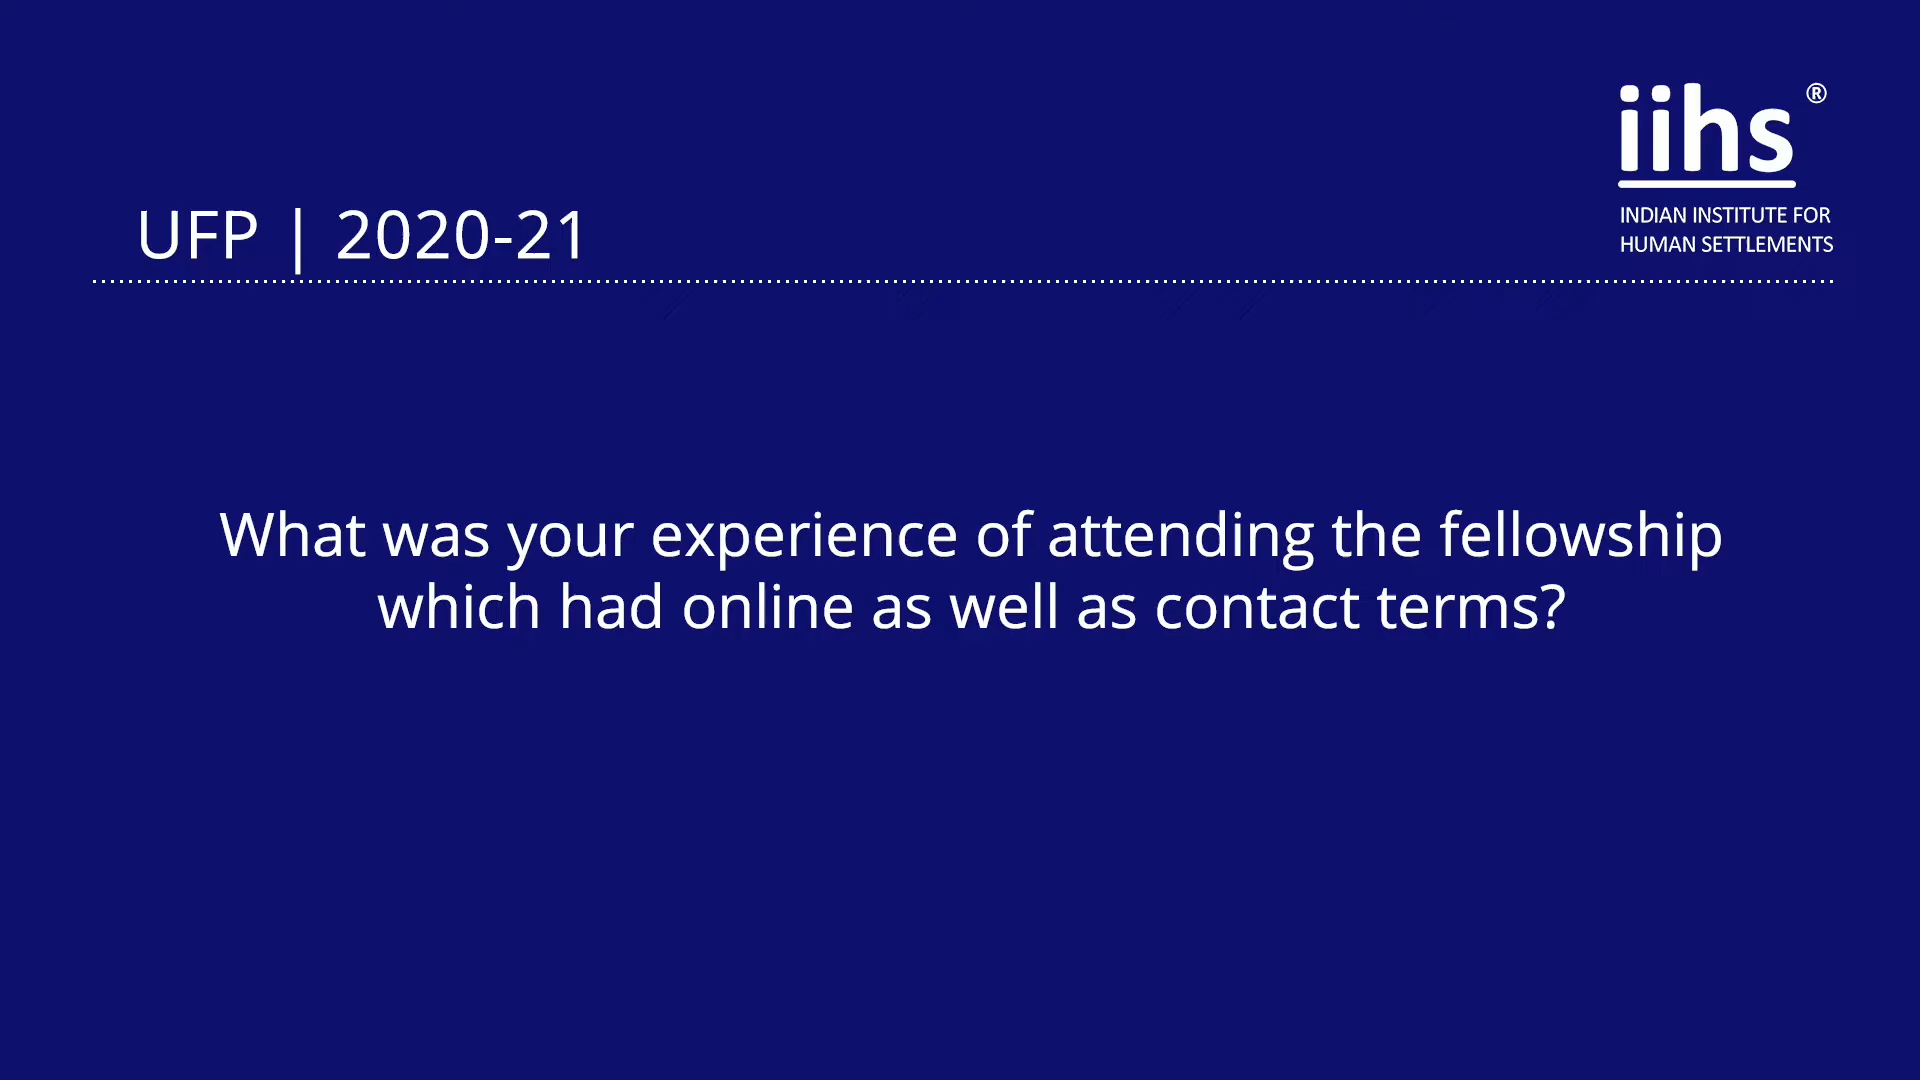 iihs®
INDIAN INSTITUTE FOR
HUMAN SETTLEMENTS
UFP | 2020-21
What was your experience of attending the fellowship
which had online as well as contact terms?